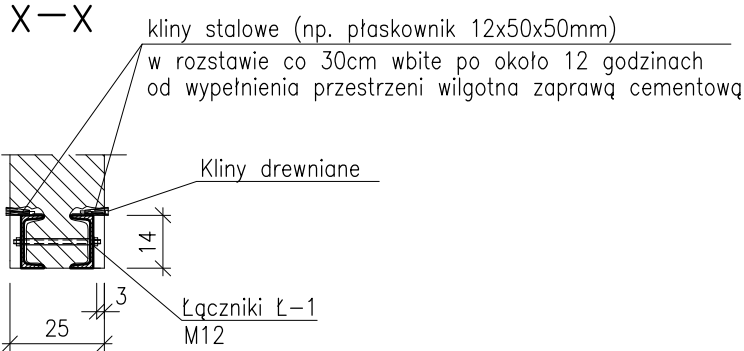 X-X
kliny stalowe (np. płaskownik 12x50x50mm)
w rozstawie co 30cm wbite po około 12 godzinach
od wypełnienia przestrzeni wilgotna zaprawą cementową
Kliny drewniane
14
3
Łączniki Ł-1
25
M12